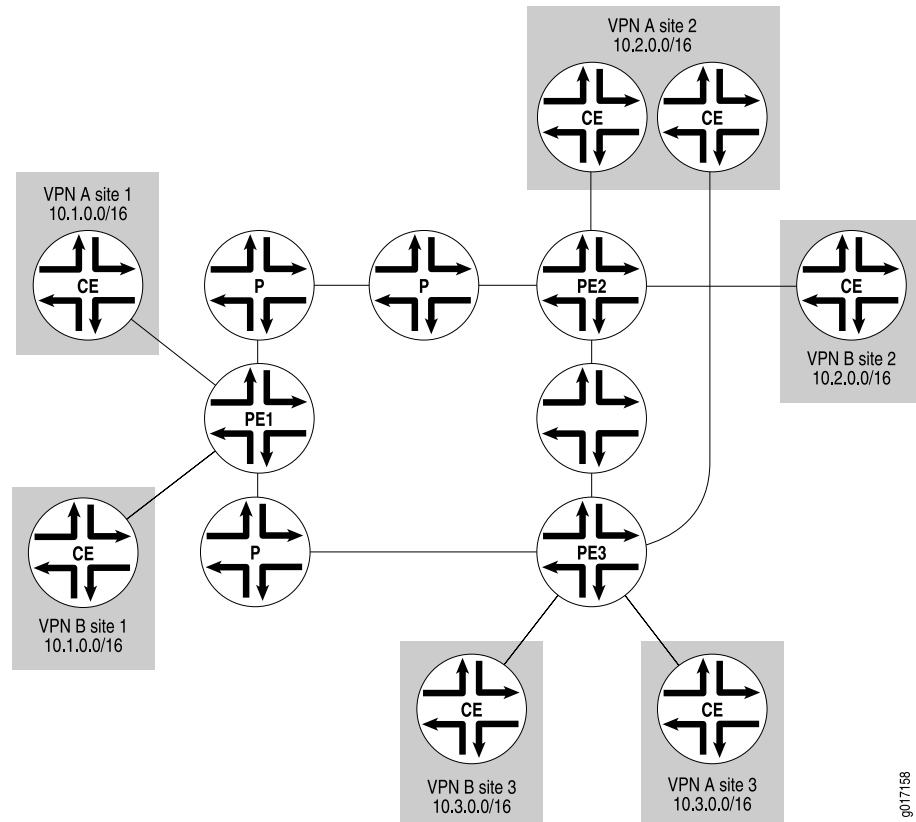 VPN A site 2
10.2.0.0/16
CE
CE
VPN A site 1
10.1.0.0/16
CE
P
P
PE2
CE
VPN B site 2
10.2.0.0/16
PE1
CE
VPN B site 1
10.1.0.0/16
P
PE3
CE
VPN B site 3
10.3.0.0/16
CE
VPN A site 3
10.3.0.0/16
g017158